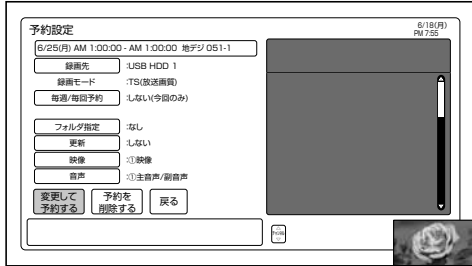 予約設定
6/18(月)
PM 7:55
6/25(月) AM 1:00:00 - AM 1:00:00 地デジ 051-1
録画先 :USB HDD 1
録画モード :TS(放送画質)
毎週/毎回予約 :しない(今回のみ)
フォルダ指定 :なし
更新 :しない
映像 :①映像
音声 :①主音声/副音声
変更して
予約する
予約を
削除する
戻る